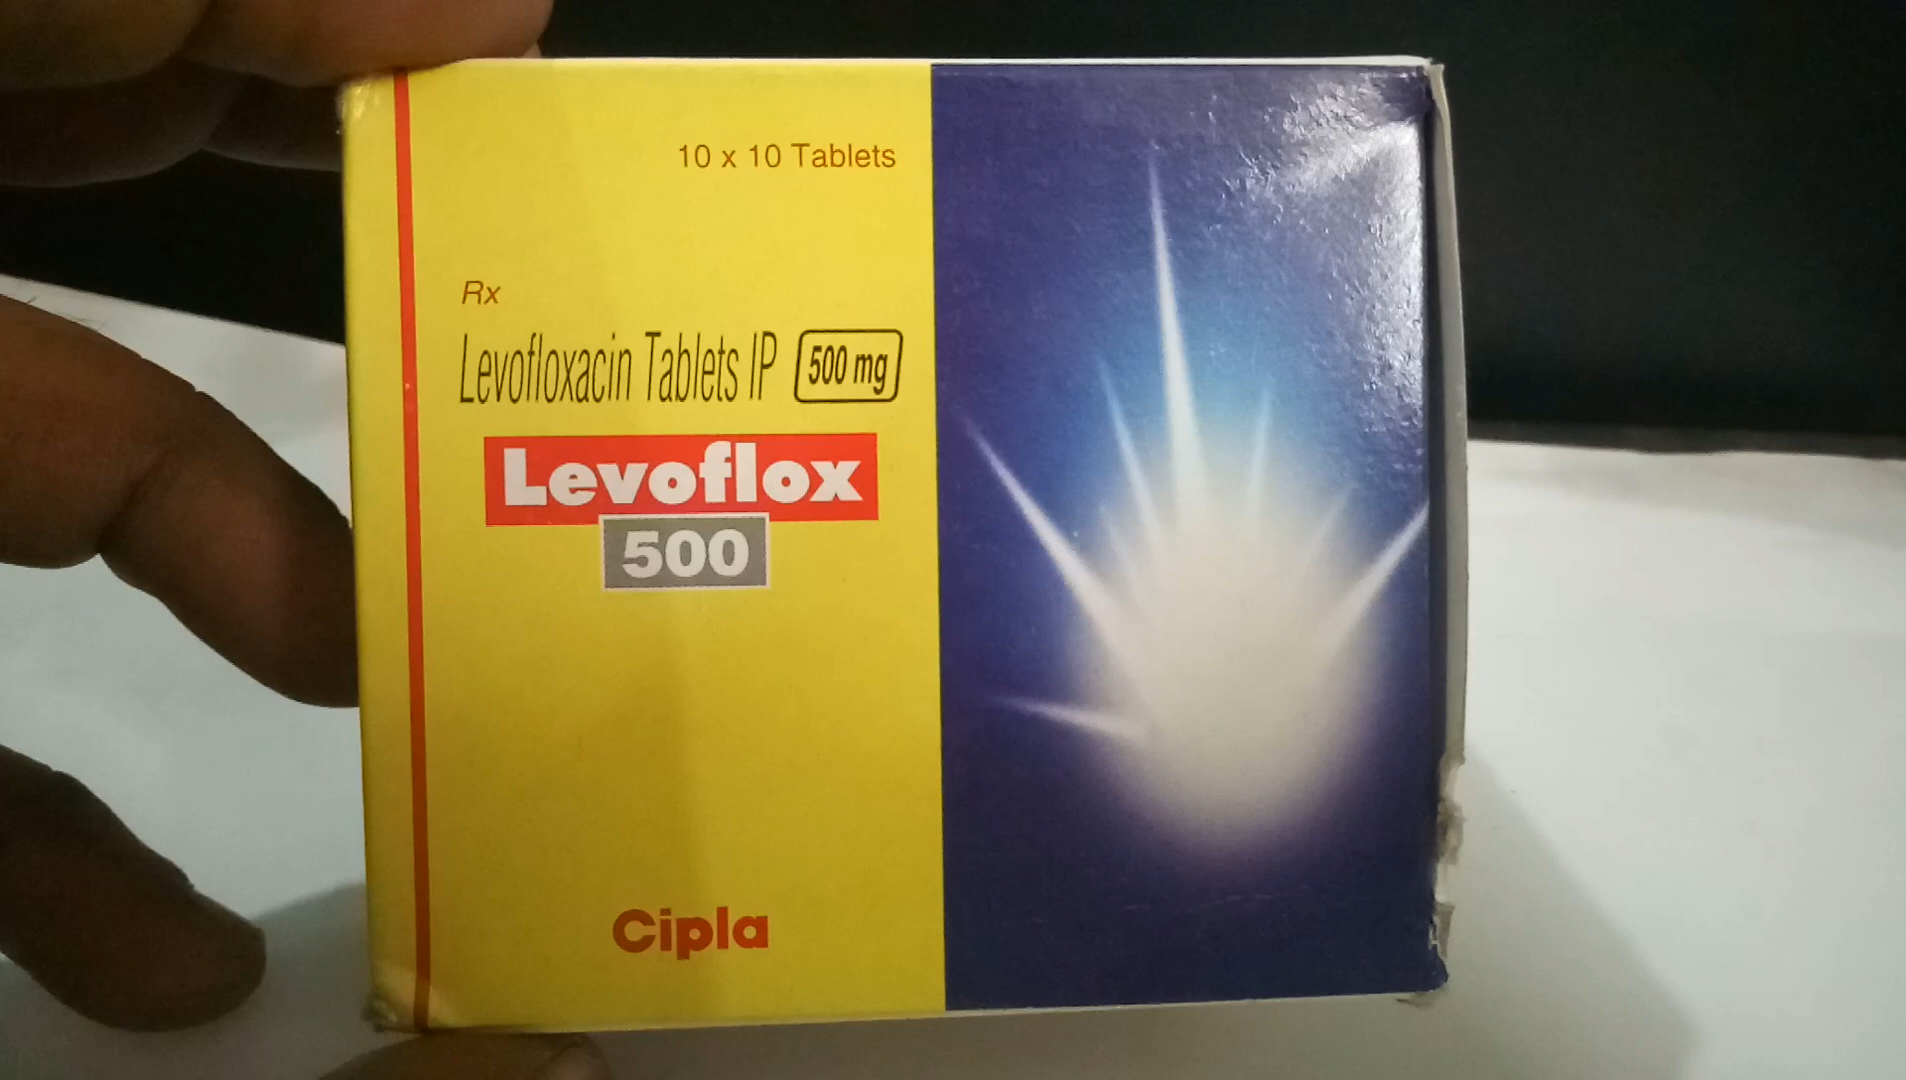 10 x 10 Tablets
Rx
Levofloxacin Tablets IP 500 mg
Levoflox
500
Cipla